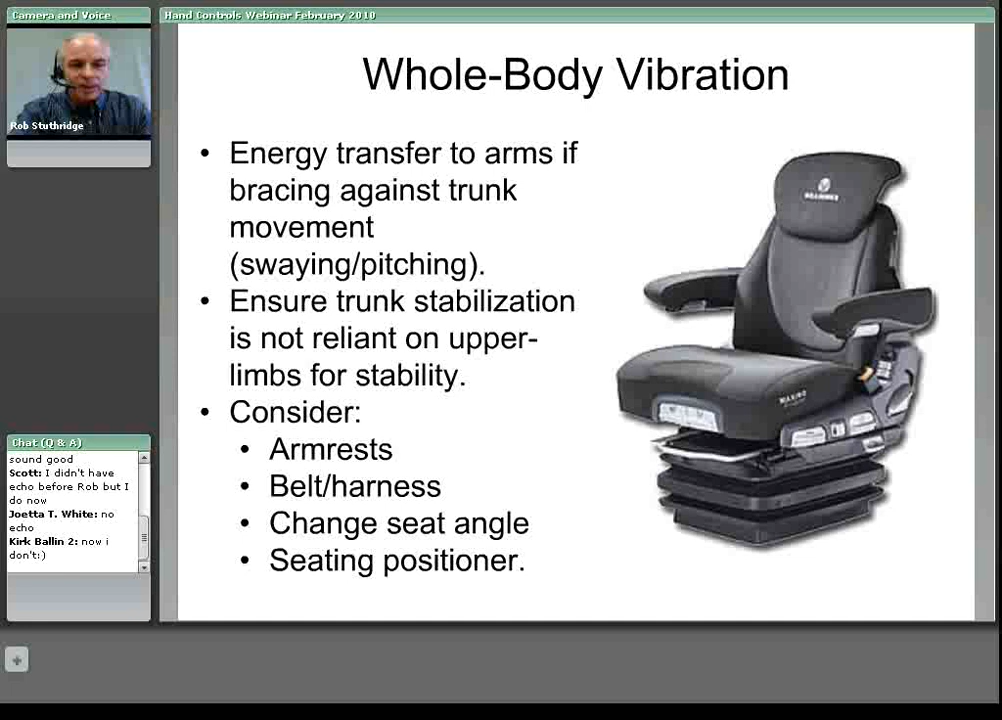 Camera and Voice
Hand Controls Webinar February 2010
Rob Stuthridge
Whole-Body Vibration
• Energy transfer to arms if
bracing against trunk
movement
(swaying/pitching).
• Ensure trunk stabilization
is not reliant on upper-
limbs for stability.
• Consider:
• Armrests
• Belt/harness
• Change seat angle
• Seating positioner.
Chat (Q & A)
sound good
Scott: I didn't have
echo before Rob but I
do now
Joetta T. White: no
echo
Kirk Ballin 2: now i
don't:)